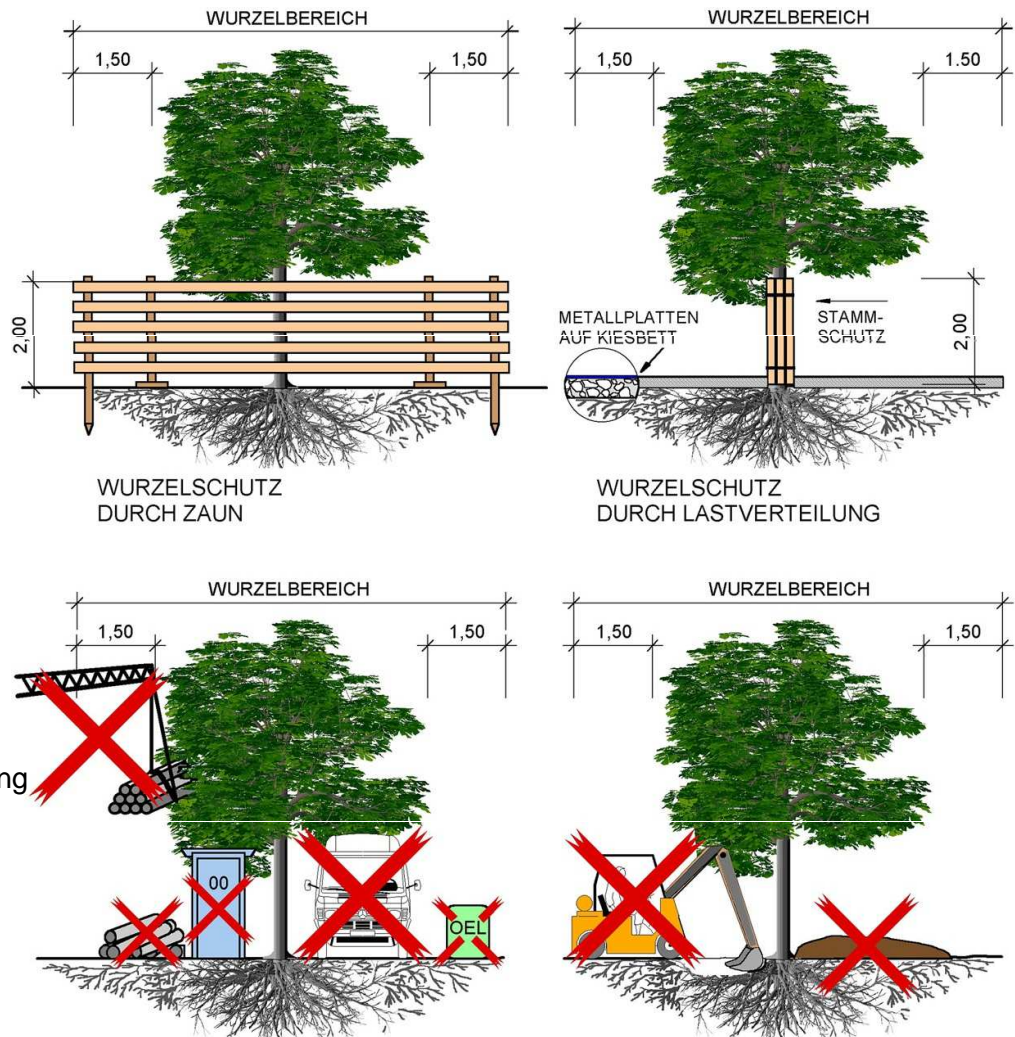 WURZELBEREICH
1,50
1,50
2,00
WURZELSCHUTZ
DURCH ZAUN
WURZELBEREICH
1,50
1.50
METALLPLATTEN
AUF KIESBETT
STAMM-
SCHUTZ
2,00
WURZELSCHUTZ
DURCH LASTVERTEILUNG
WURZELBEREICH
1,50
1,50
ng
00
OEL
WURZELBEREICH
1,50
1,50